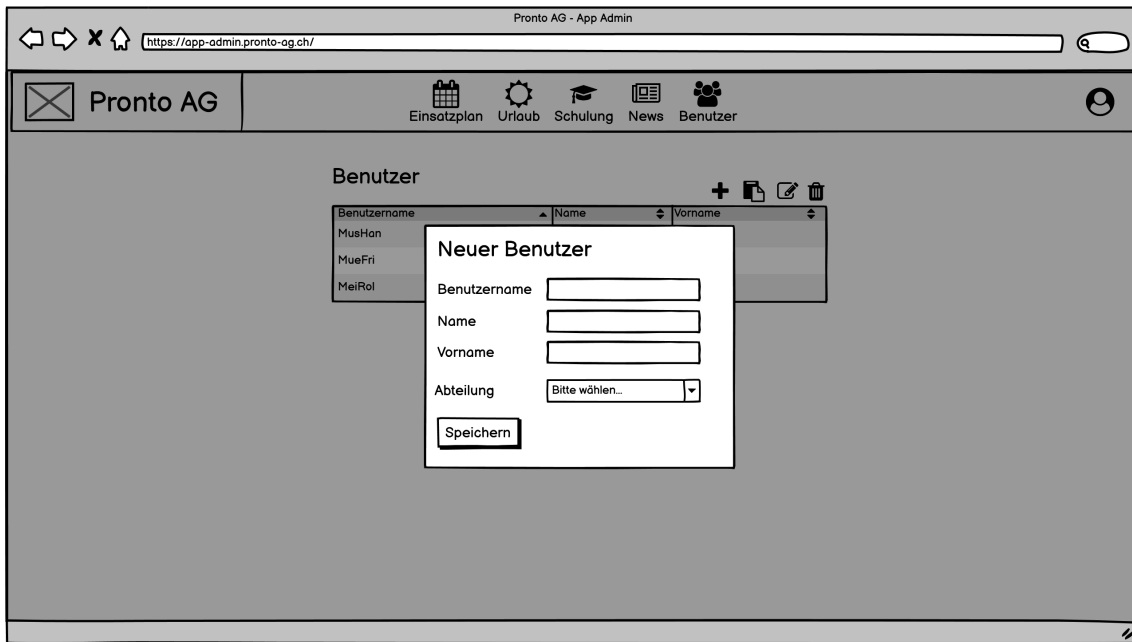 Pronto AG - App Admin
https://app-admin.pronto-ag.ch/
Pronto AG
Einsatzplan Urlaub Schulung News Benutzer
Benutzer
Benutzername Name Vorname
MusHan
MueFri
MeiRol
Neuer Benutzer
Benutzername
Name
Vorname
Abteilung Bitte wählen...
Speichern